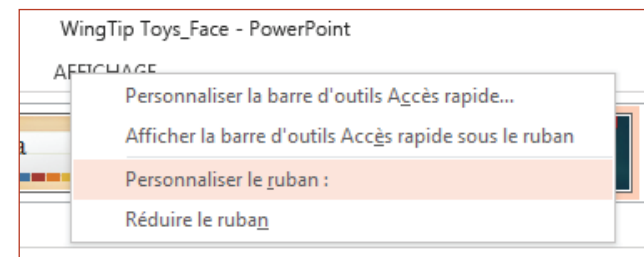 WingTip Toys_Face - PowerPoint
AFFICHAGE
Personnaliser la barre d'outils Accès rapide...
Afficher la barre d'outils Accès rapide sous le ruban
Personnaliser le ruban :
Réduire le ruban